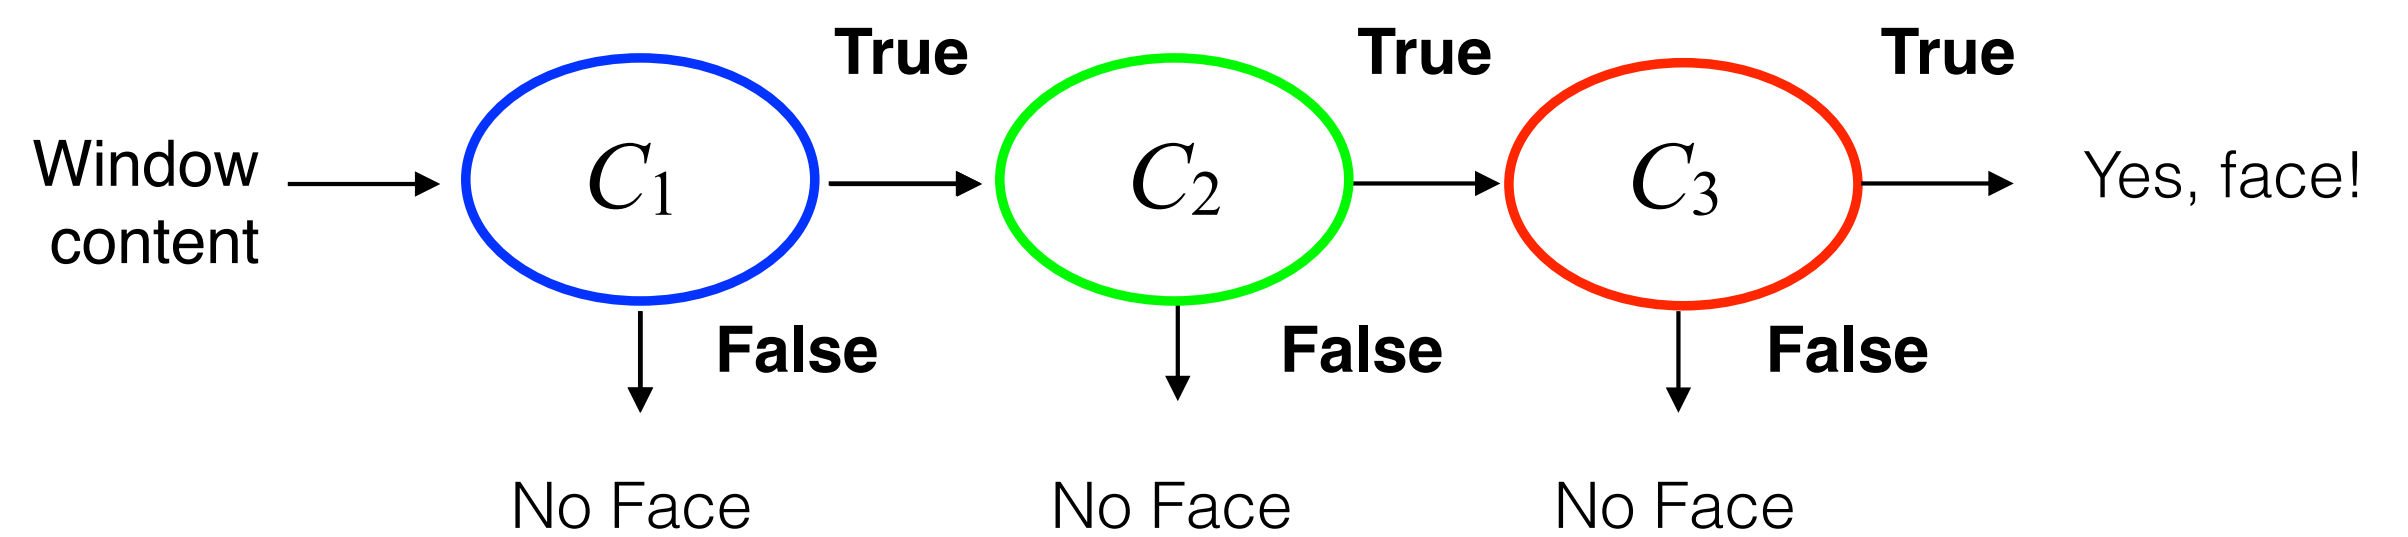 True True True
Window
content
C₁ C₂ C₃ Yes, face!
False False False
No Face No Face No Face